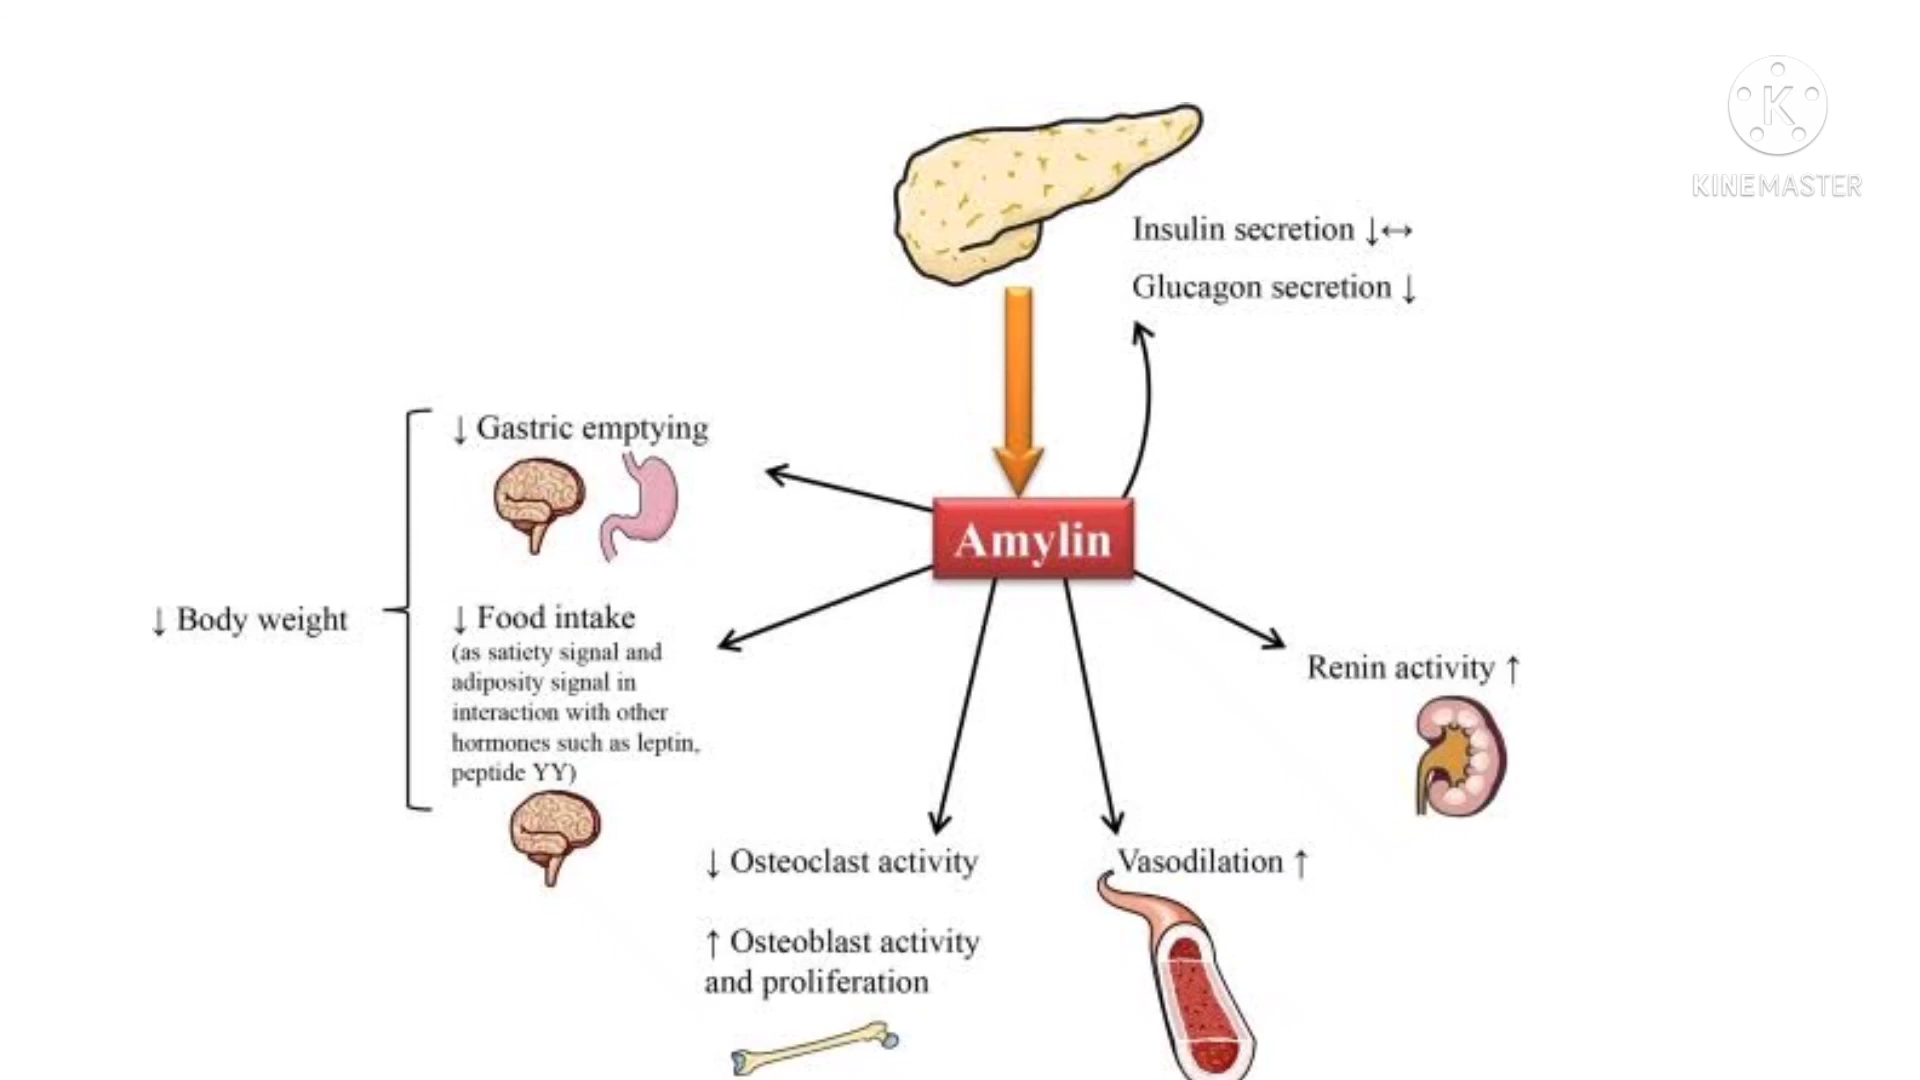 K
KINEMASTER
Insulin secretion ↓↔
Glucagon secretion ↓
↓ Gastric emptying
Amylin
↓ Body weight
↓ Food intake
(as satiety signal and
adiposity signal in
interaction with other
hormones such as leptin,
peptide YY)
Renin activity ↑
↓ Osteoclast activity
Vasodilation ↑
↑ Osteoblast activity
and proliferation